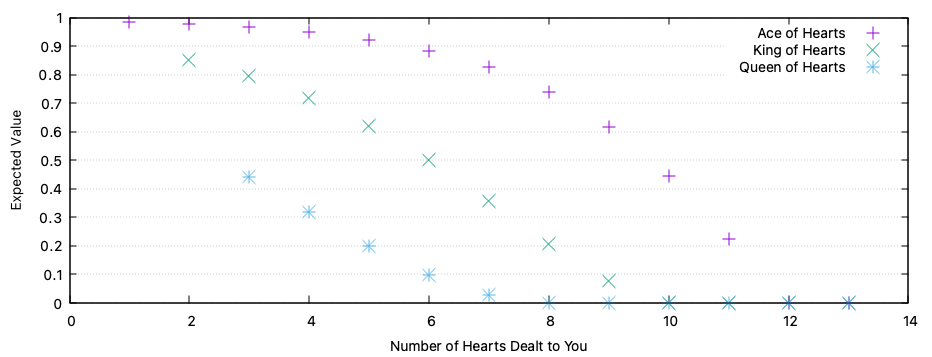 1
0.9
0.8
0.7
0.6
0.5
0.4
0.3
0.2
0.1
0
Expected Value
Ace of Hearts
King of Hearts
Queen of Hearts
0 2 4 6 8 10 12 14
Number of Hearts Dealt to You